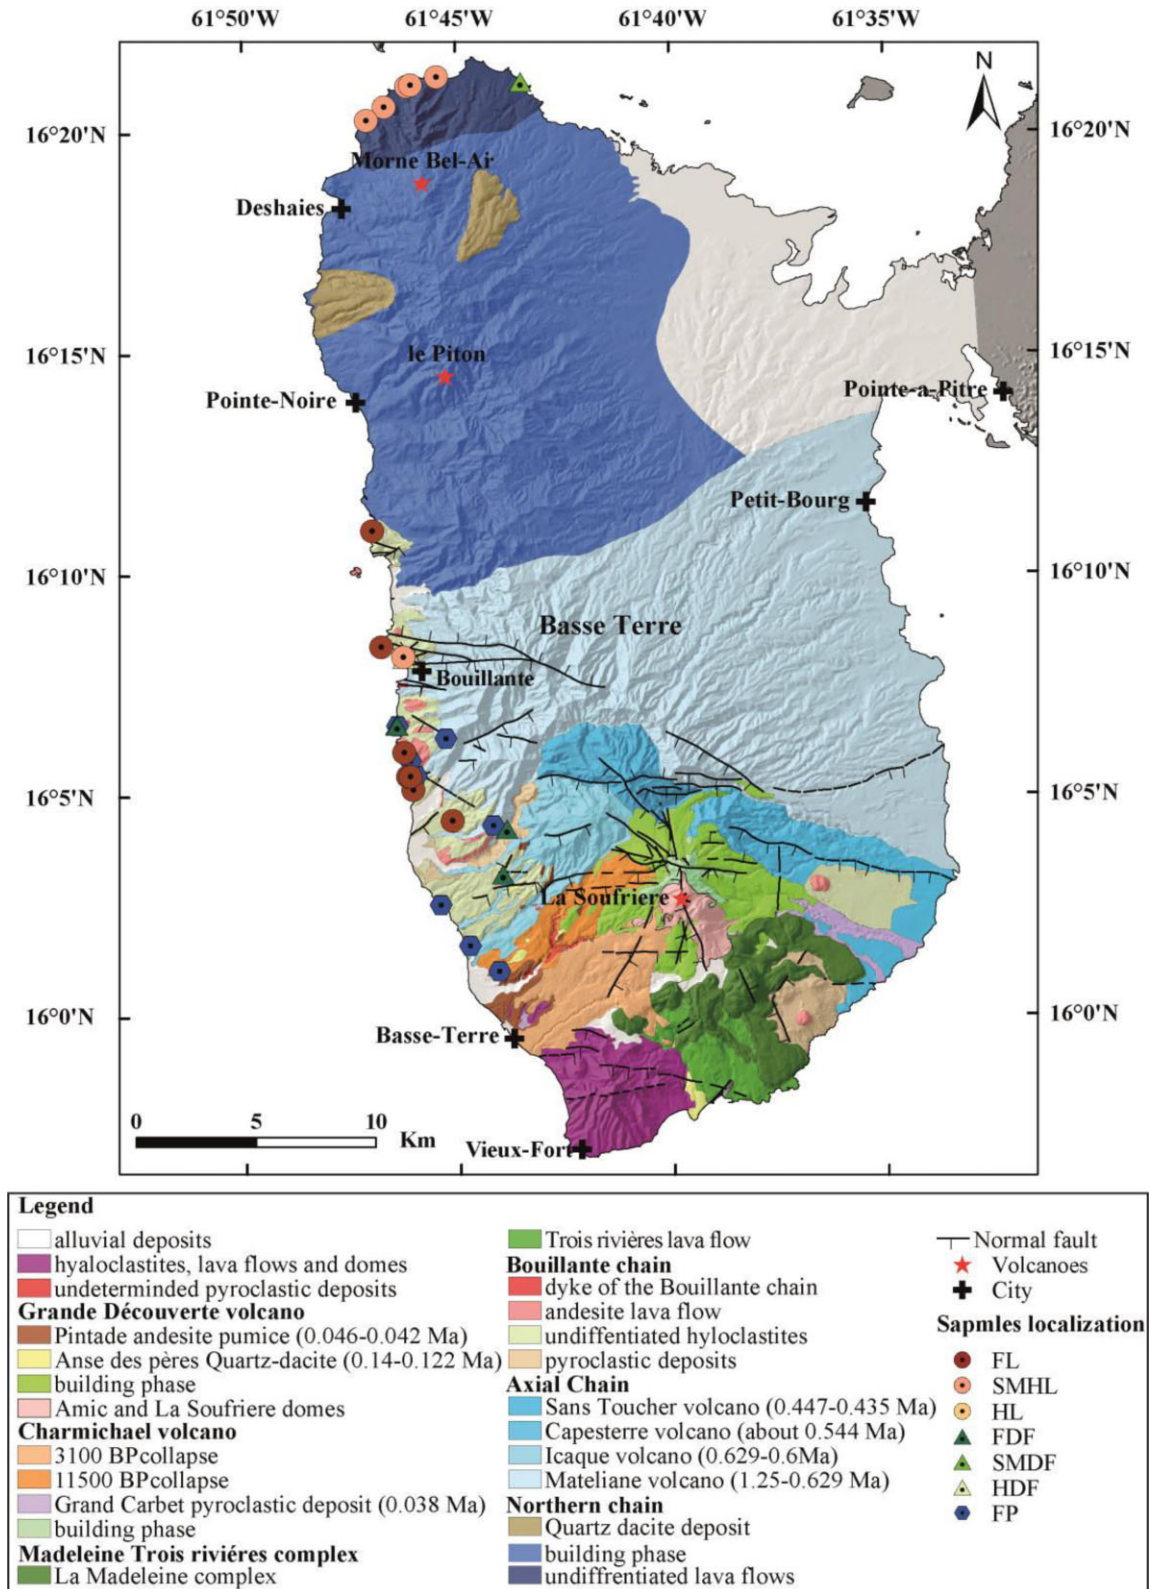 61°50'W 61°45'W 61°40'W 61°35'W
N
16°20'N 16°20'N
Morne Bel-Air
Deshaies
16°15'N le Piton 16°15'N
Pointe-Noire Pointe-a-Pitre
Petit-Bourg
16°10'N 16°10'N
Basse Terre
Bouillante
16°5'N 16°5'N
La Soufriere
16°0'N 16°0'N
Basse-Terre
0 5 10
Km
Vieux-Fort
Legend
alluvial deposits
hyaloclastites, lava flows and domes
undeterminded pyroclastic deposits
Grande Découverte volcano
Pintade andesite pumice (0.046-0.042 Ma)
Anse des pères Quartz-dacite (0.14-0.122 Ma)
building phase
Amic and La Soufriere domes
Charmichael volcano
3100 BPcollapse
11500 BPcollapse
Grand Carbet pyroclastic deposit (0.038 Ma)
building phase
Madeleine Trois riviéres complex
La Madeleine complex
Trois rivières lava flow
Bouillante chain
dyke of the Bouillante chain
andesite lava flow
undiffentiated hyloclastites
pyroclastic deposits
Axial Chain
Sans Toucher volcano (0.447-0.435 Ma)
Capesterre volcano (about 0.544 Ma)
Icaque volcano (0.629-0.6Ma)
Mateliane volcano (1.25-0.629 Ma)
Northern chain
Quartz dacite deposit
building phase
undiffrentiated lava flows
Normal fault
Volcanoes
City
Sapmles localization
FL
SMHL
HL
FDF
SMDF
HDF
FP